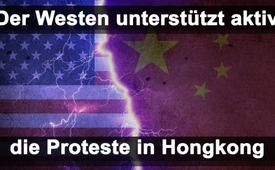 Der Westen unterstützt aktiv
die Proteste in Hongkong